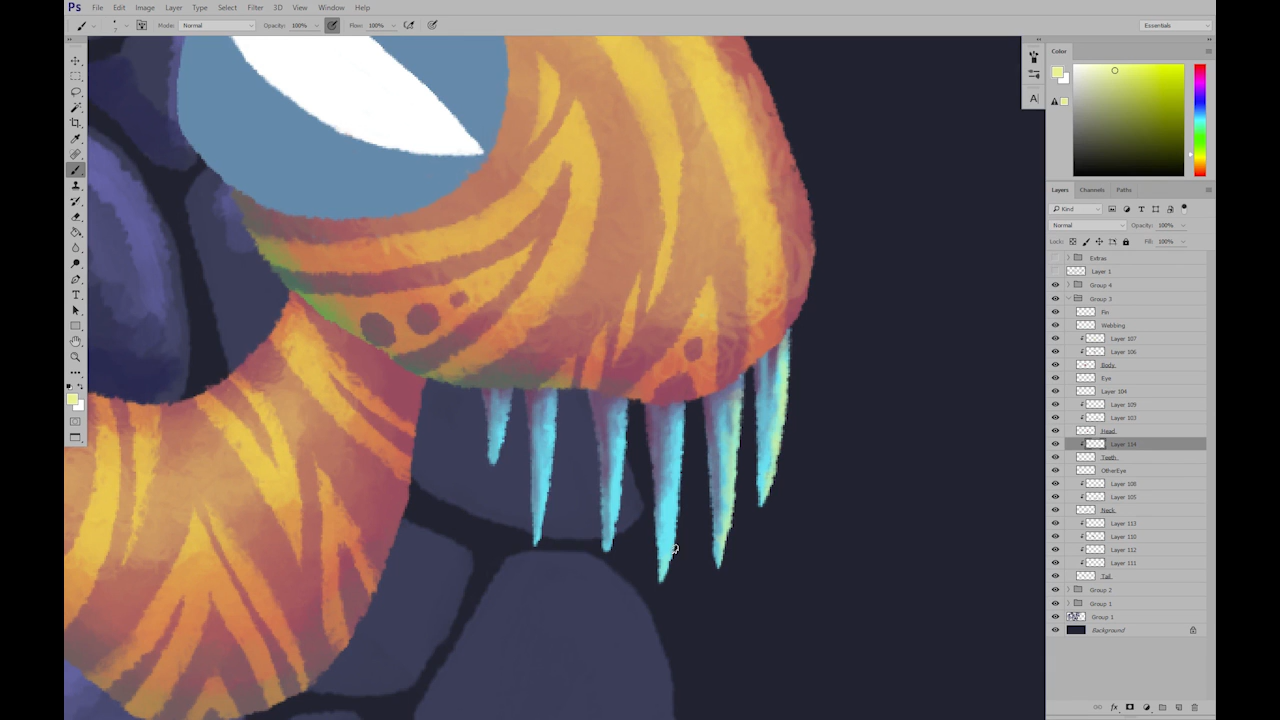 Ps File Edit Image Layer Type Select Filter 3D View Window Help
Mode: Normal Opacity: 100% Flow: 100% Essentials
Color
A
Layers Channels Paths
Kind
Normal Opacity: 100%
Lock: Fill: 100%
Extras
Layer 1
Group 4
Group 3
Fin
Webbing
Layer 107
Layer 106
Body
Eye
Layer 104
Layer 109
Layer 103
Head
Layer 114
Teeth
OtherEye
Layer 108
Layer 105
Neck
Layer 113
Layer 110
Layer 112
Layer 111
Tail
Group 2
Group 1
Group 1
Background
fx